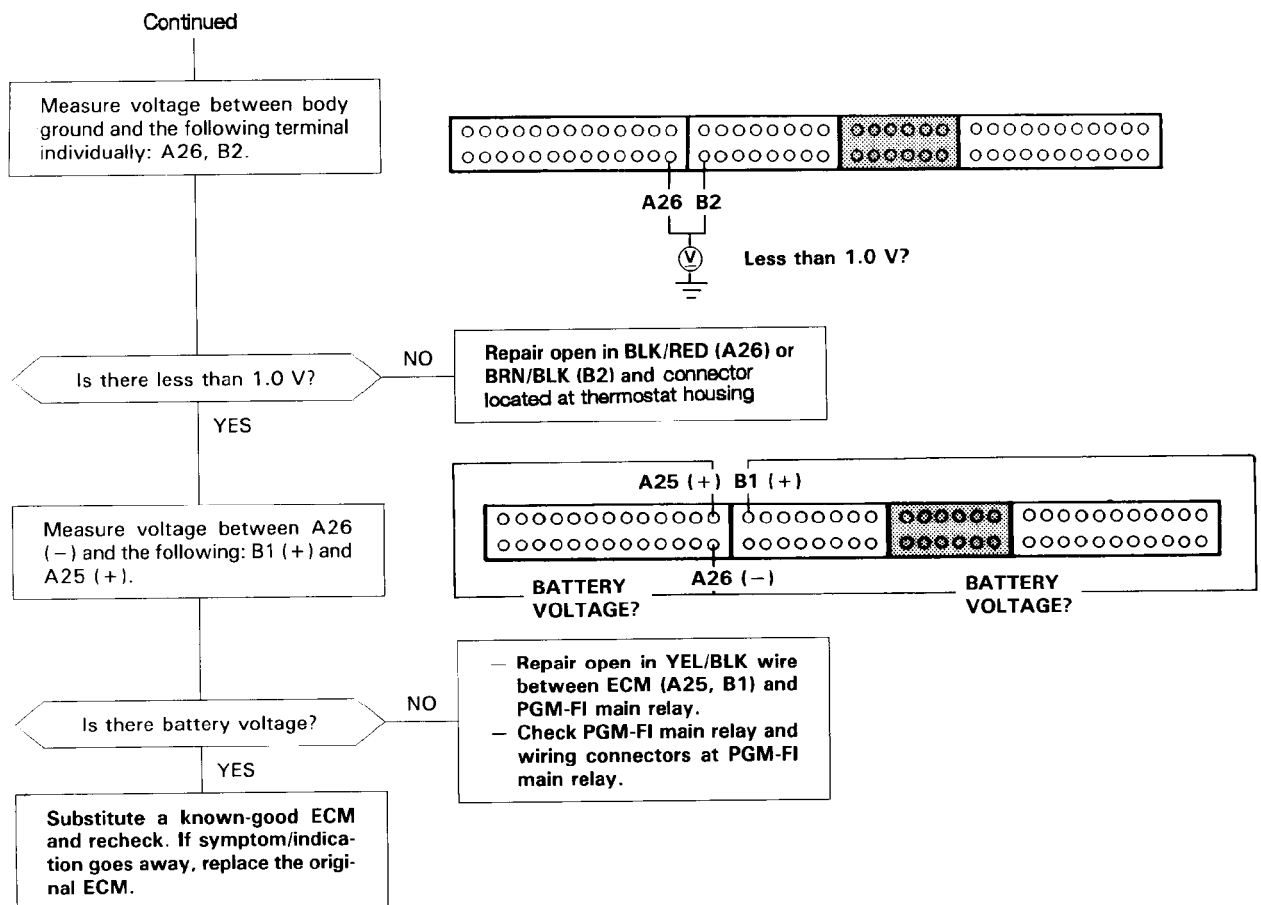 Continued
Measure voltage between body
ground and the following terminal
individually: A26, B2.
A26 B2
V
Less than 1.0 V?
Is there less than 1.0 V?
NO
Repair open in BLK/RED (A26) or
BRN/BLK (B2) and connector
located at thermostat housing
YES
A25 (+) B1 (+)
Measure voltage between A26
(−) and the following: B1 (+) and
A25 (+).
A26 (−)
BATTERY
VOLTAGE?
BATTERY
VOLTAGE?
Is there battery voltage?
NO
— Repair open in YEL/BLK wire
between ECM (A25, B1) and
PGM-FI main relay.
— Check PGM-FI main relay and
wiring connectors at PGM-FI
main relay.
YES
Substitute a known-good ECM
and recheck. If symptom/indica-
tion goes away, replace the origi-
nal ECM.